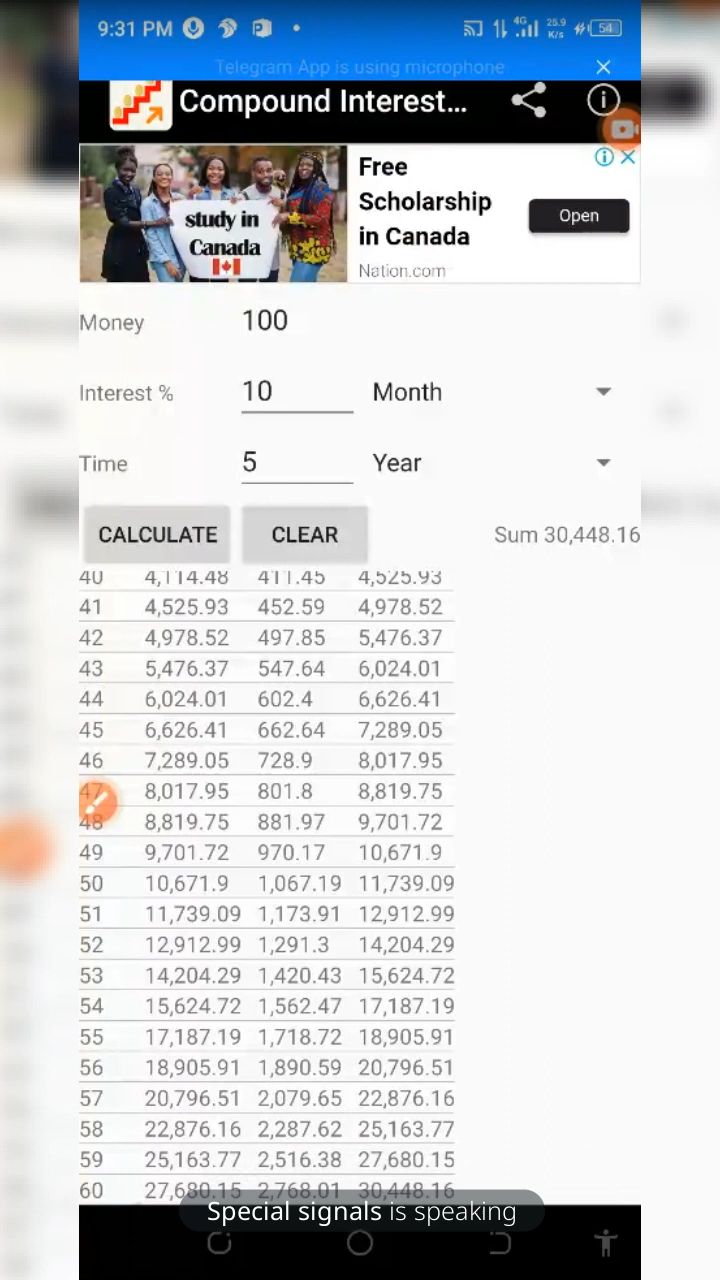 9:31 PM
4G 25.9 K/s 54
Telegram App is using microphone
Compound Interest...
study in
Canada
Free
Scholarship
in Canada
Nation.com
Open
Money 100
Interest % 10 Month
Time 5 Year
CALCULATE CLEAR Sum 30,448.16
40 4,114.48 411.45 4,525.93
41 4,525.93 452.59 4,978.52
42 4,978.52 497.85 5,476.37
43 5,476.37 547.64 6,024.01
44 6,024.01 602.4 6,626.41
45 6,626.41 662.64 7,289.05
46 7,289.05 728.9 8,017.95
47 8,017.95 801.8 8,819.75
48 8,819.75 881.97 9,701.72
49 9,701.72 970.17 10,671.9
50 10,671.9 1,067.19 11,739.09
51 11,739.09 1,173.91 12,912.99
52 12,912.99 1,291.3 14,204.29
53 14,204.29 1,420.43 15,624.72
54 15,624.72 1,562.47 17,187.19
55 17,187.19 1,718.72 18,905.91
56 18,905.91 1,890.59 20,796.51
57 20,796.51 2,079.65 22,876.16
58 22,876.16 2,287.62 25,163.77
59 25,163.77 2,516.38 27,680.15
60 27,680.15 2,768.01 30,448.16
Special signals is speaking